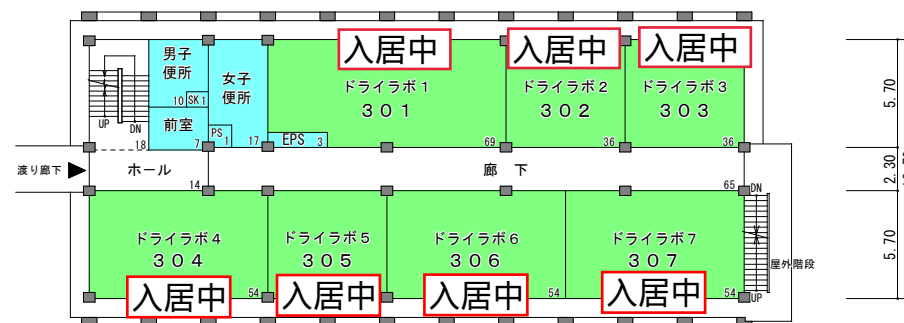 入居中
入居中
入居中
男子
便所
女子
便所
ドライラボ1
301
ドライラボ2
302
ドライラボ3
303
10
SK
1
前室
PS
1
EPS
3
UP
DN
18
7
17
69
36
36
渡り廊下
ホール
廊 下
14
65
DN
ドライラボ4
304
ドライラボ5
305
ドライラボ6
306
ドライラボ7
307
屋外階段
UP
54
54
54
入居中
入居中
入居中
入居中
5.70
2.30
5.70